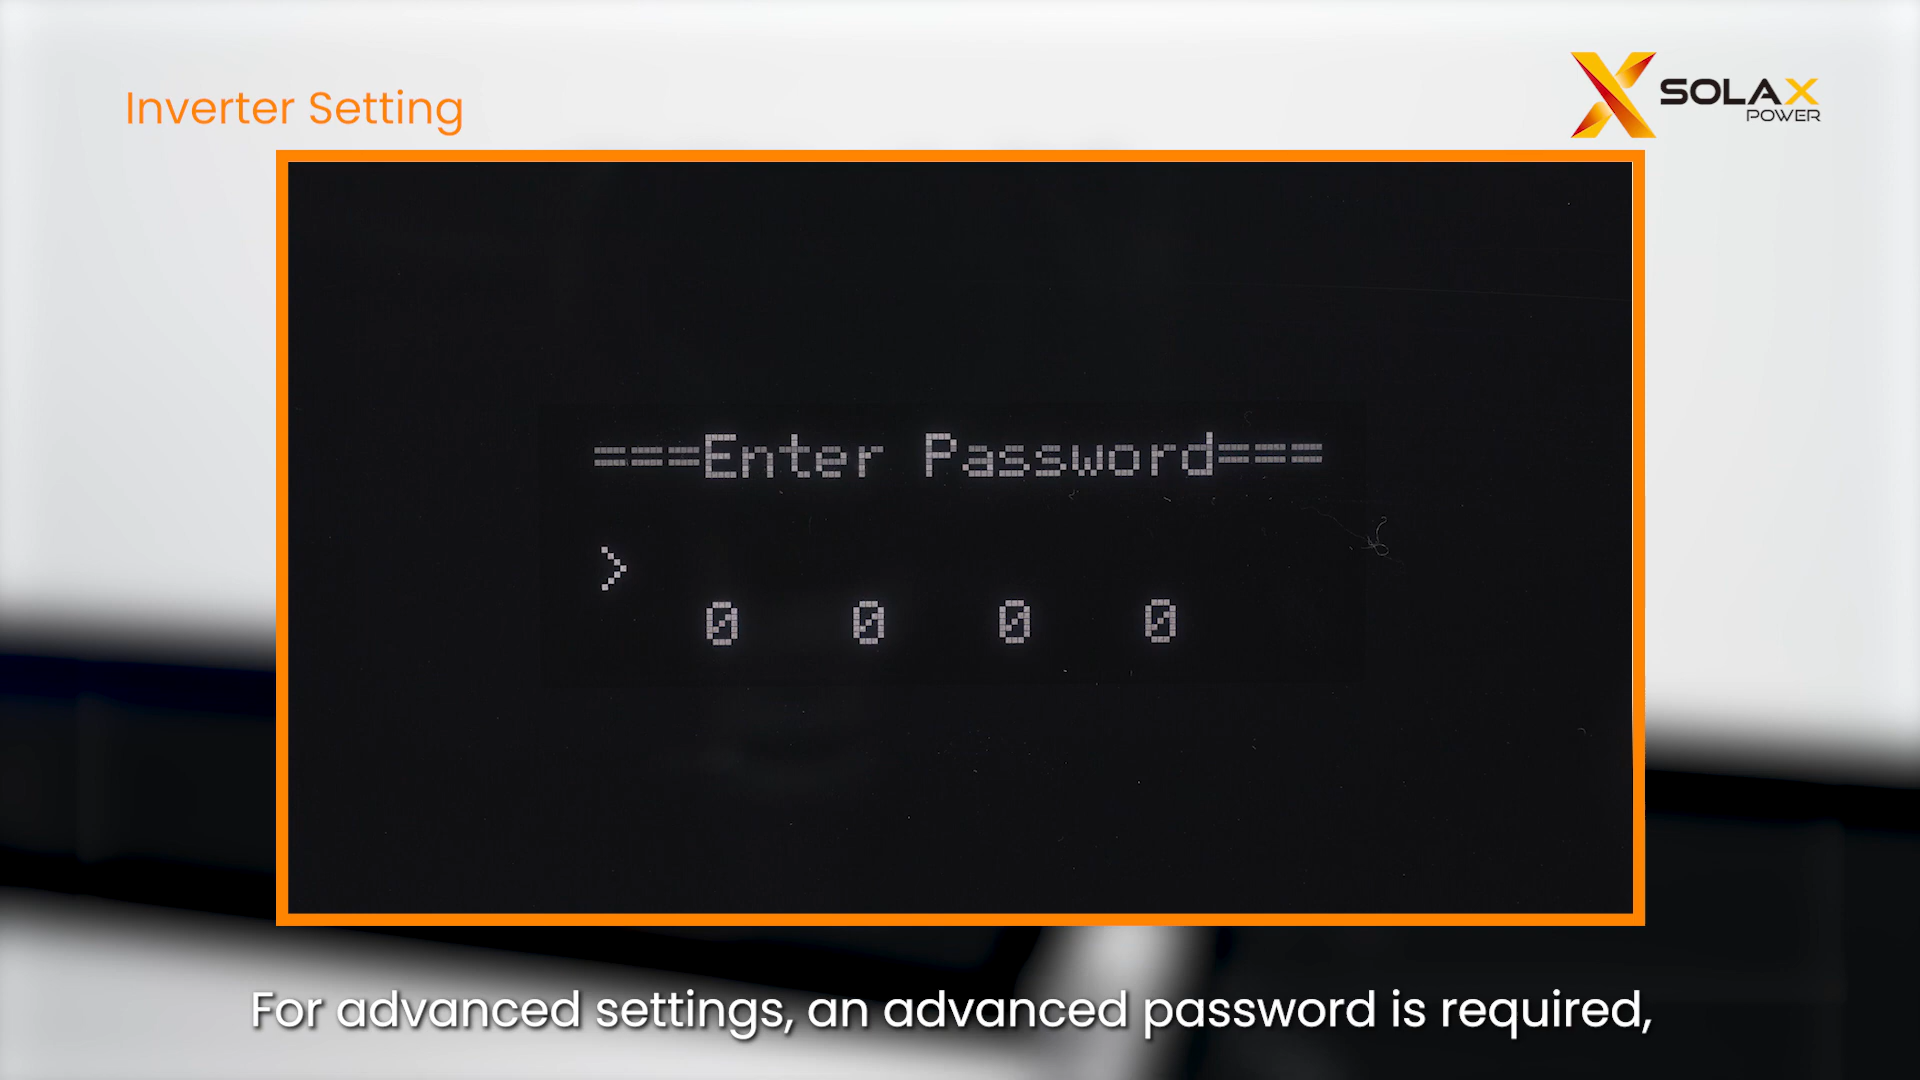 Inverter Setting
SOLAX
POWER
===Enter Password===
>
0 0 0 0
For advanced settings, an advanced password is required,